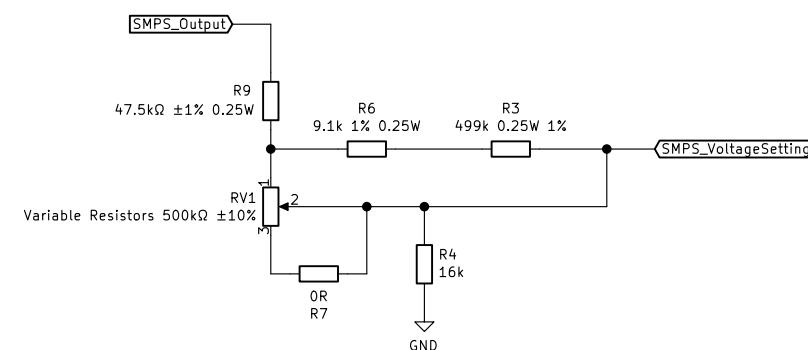 SMPS_Output
R9
47.5kΩ ±1% 0.25W
R6
9.1k 1% 0.25W
R3
499k 0.25W 1%
SMPS_VoltageSetting
1
RV1
2
Variable Resistors 500kΩ ±10%
3
R4
16k
0R
R7
GND